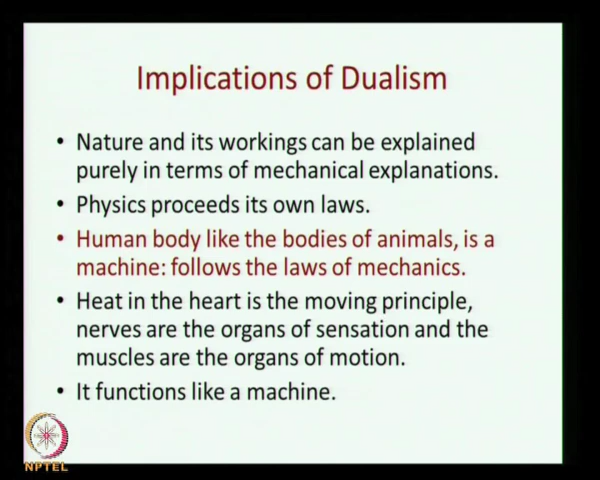 Implications of Dualism
• Nature and its workings can be explained
purely in terms of mechanical explanations.
• Physics proceeds its own laws.
• Human body like the bodies of animals, is a
machine: follows the laws of mechanics.
• Heat in the heart is the moving principle,
nerves are the organs of sensation and the
muscles are the organs of motion.
• It functions like a machine.
NPTEL